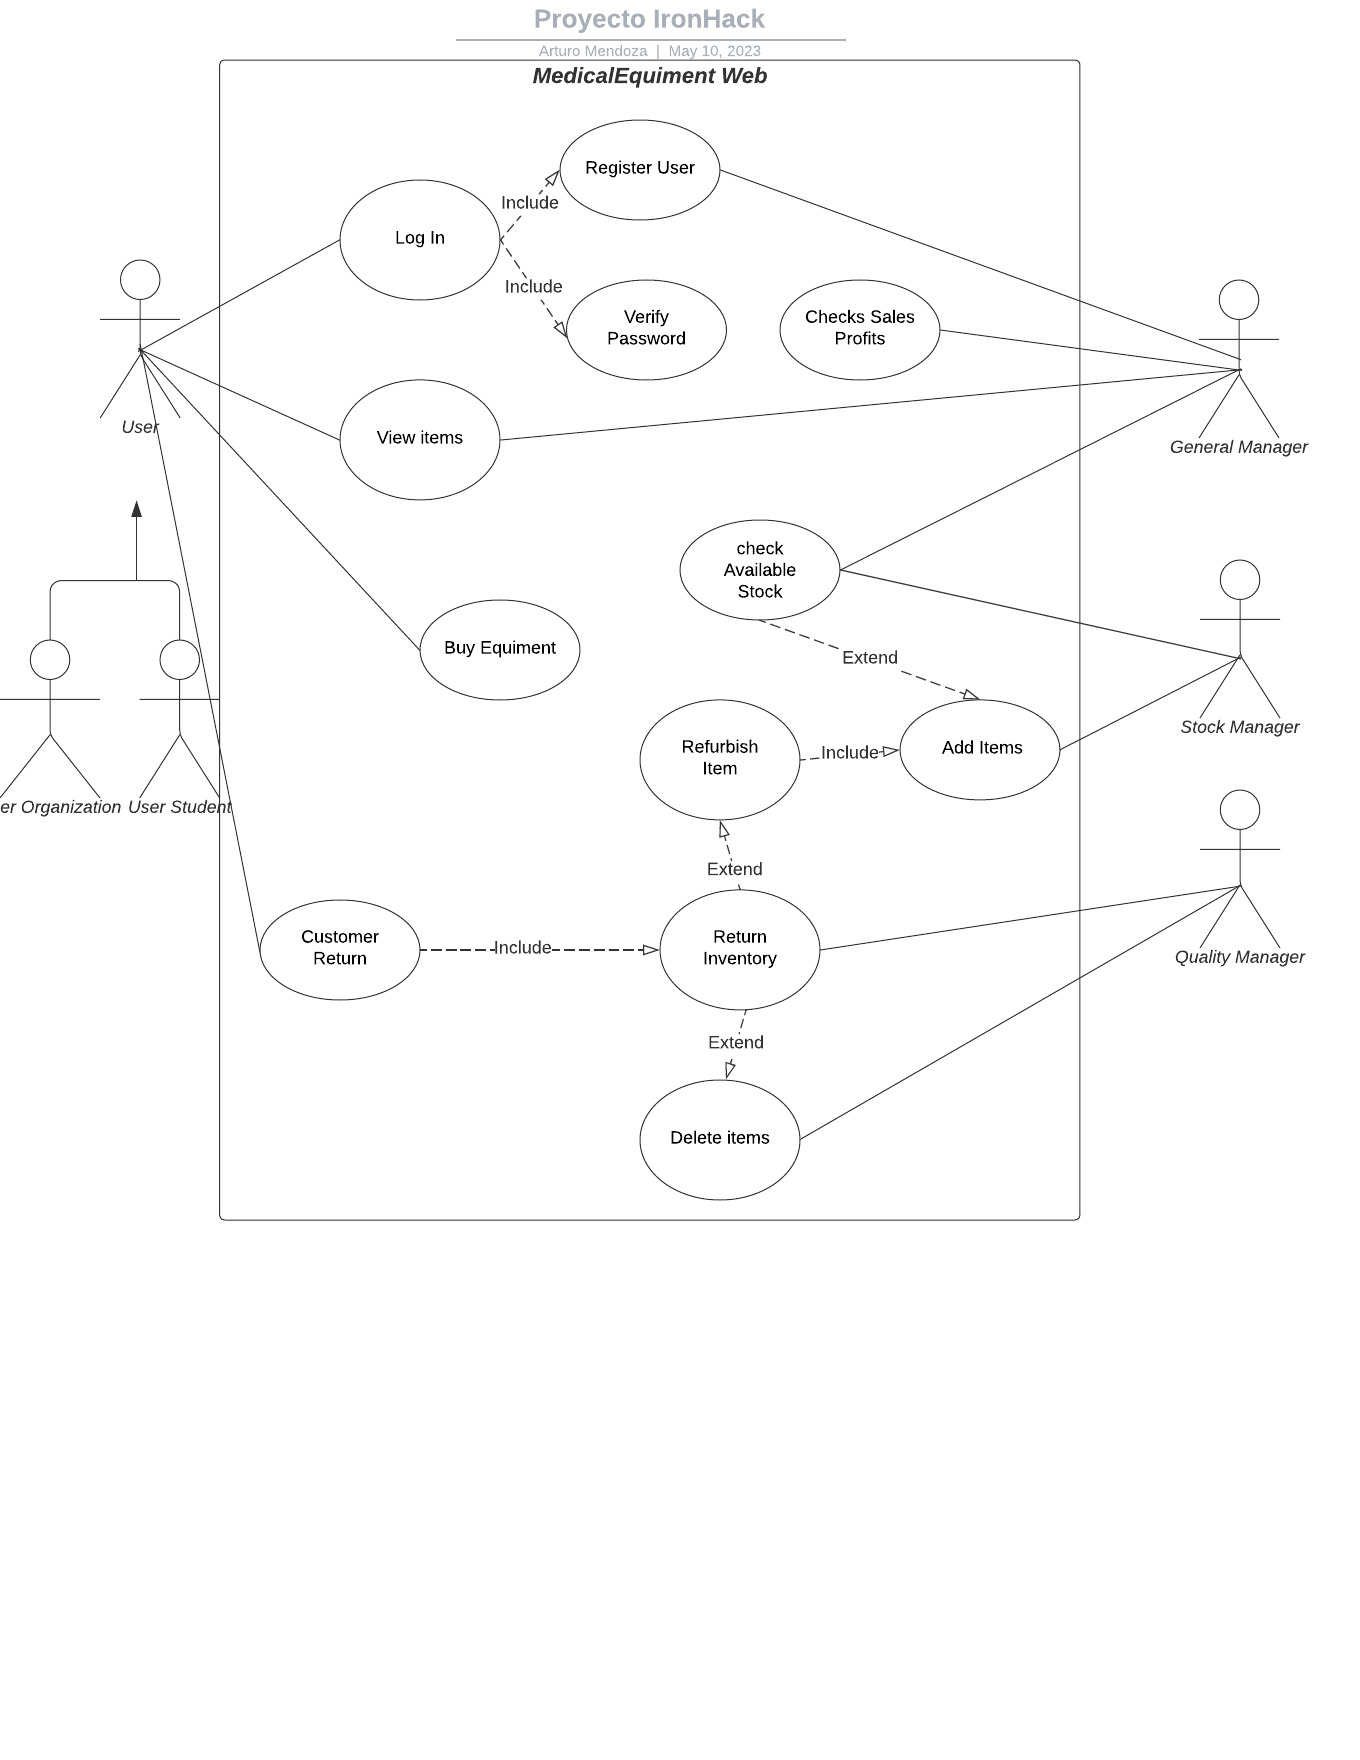 Proyecto IronHack
Arturo Mendoza | May 10, 2023
MedicalEquiment Web
Register User
Include
Log In
Include
Verify
Password
Checks Sales
Profits
User
View items
General Manager
check
Available
Stock
Buy Equiment
Extend
Stock Manager
Refurbish
Item
Include
Add Items
er Organization
User Student
Extend
Customer
Return
Include
Return
Inventory
Quality Manager
Extend
Delete items